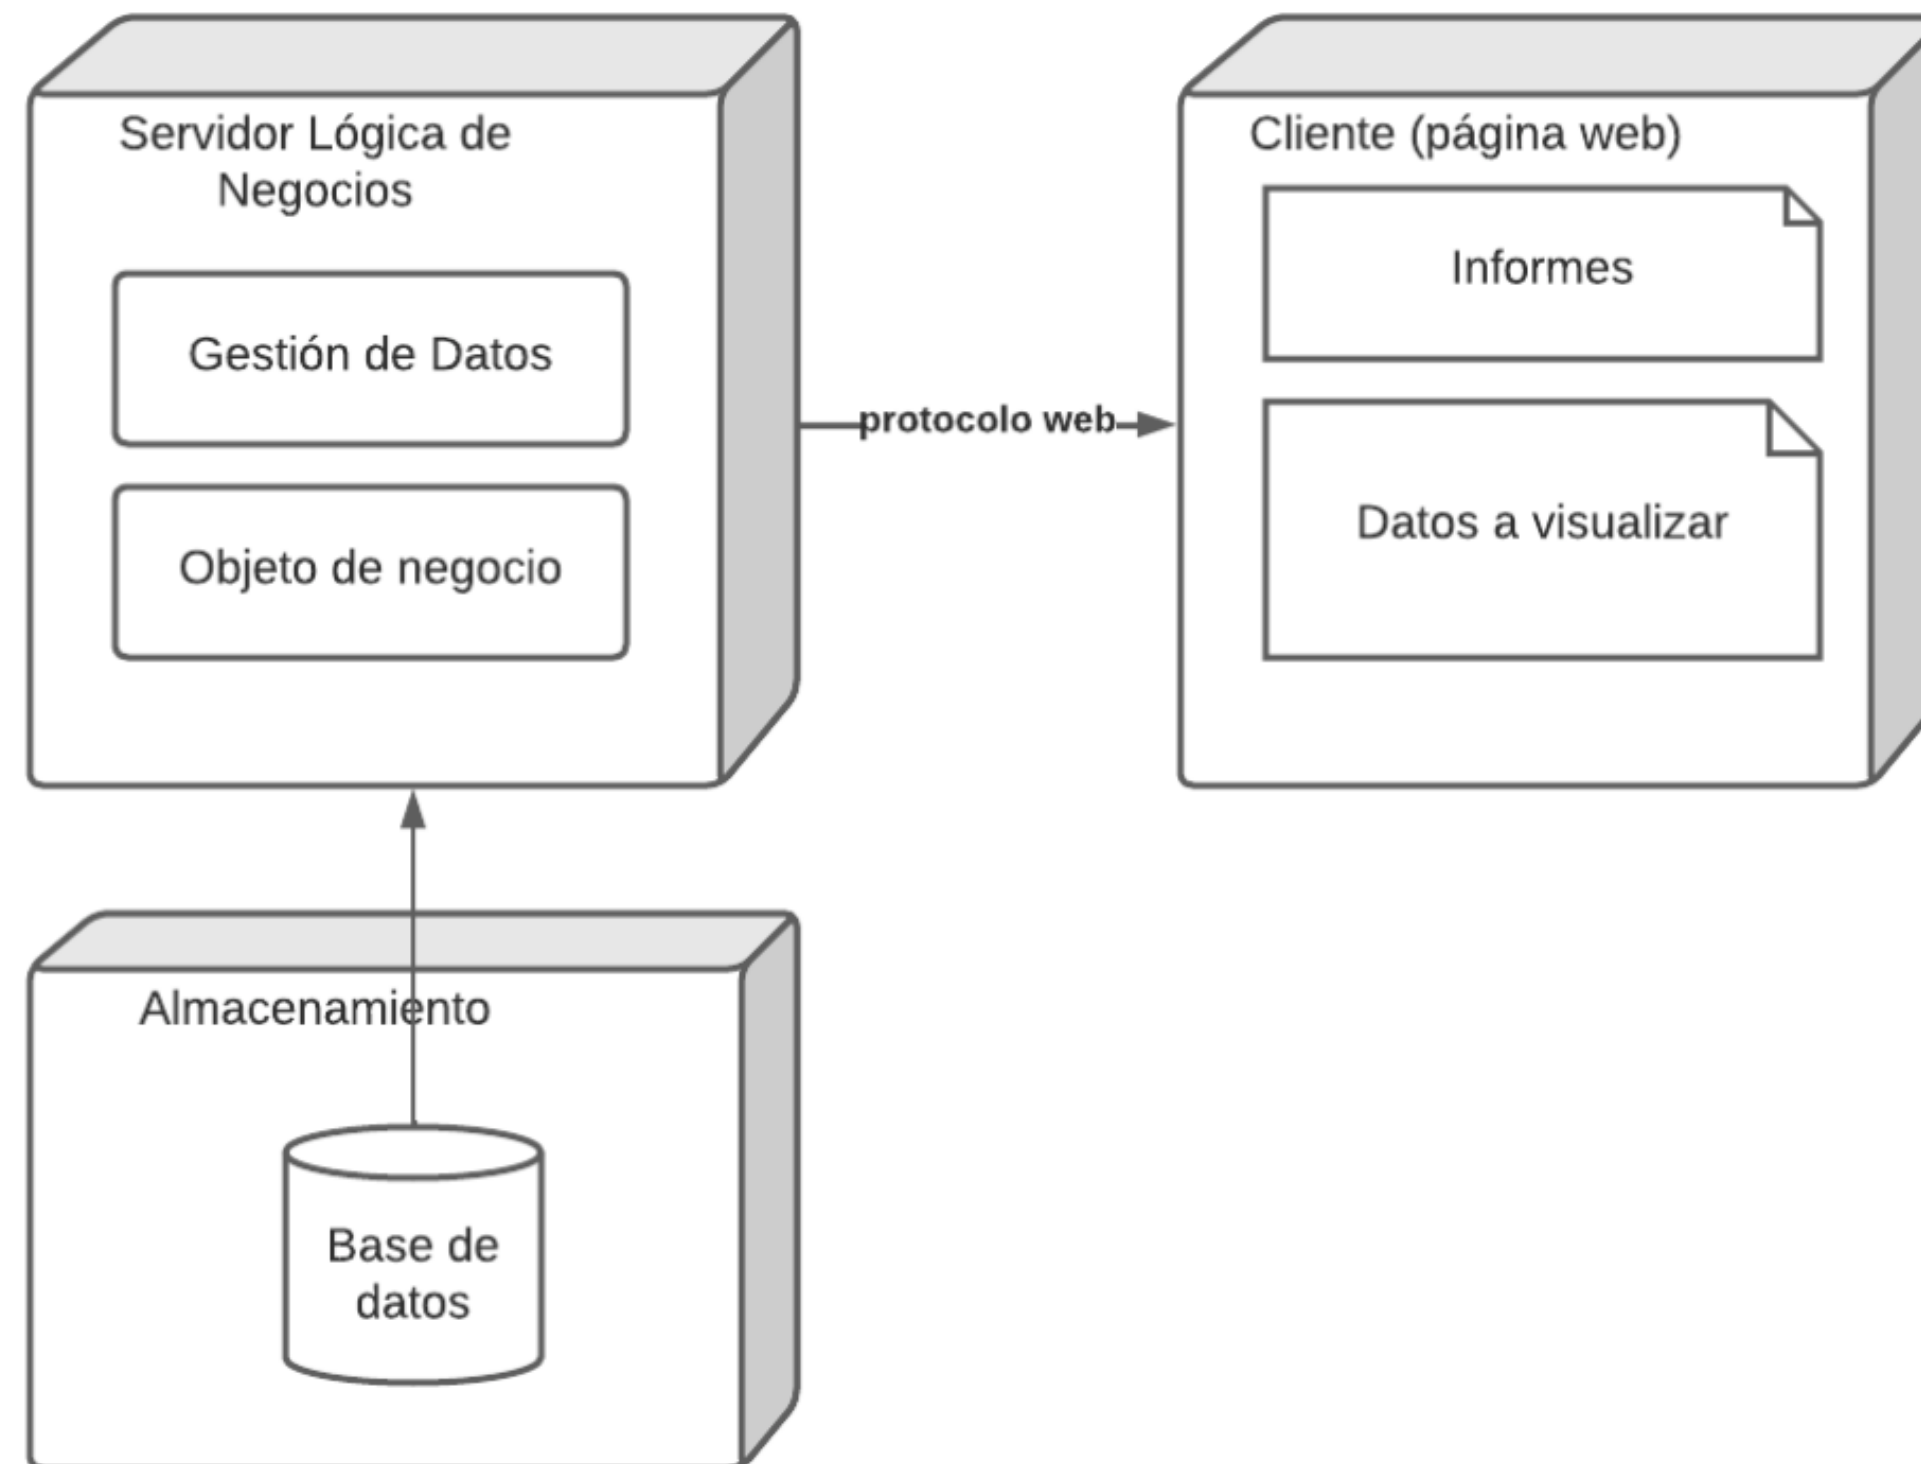 Servidor Lógica de
Negocios
Gestión de Datos
Objeto de negocio
protocolo web
Cliente (página web)
Informes
Datos a visualizar
Almacenamiento
Base de
datos